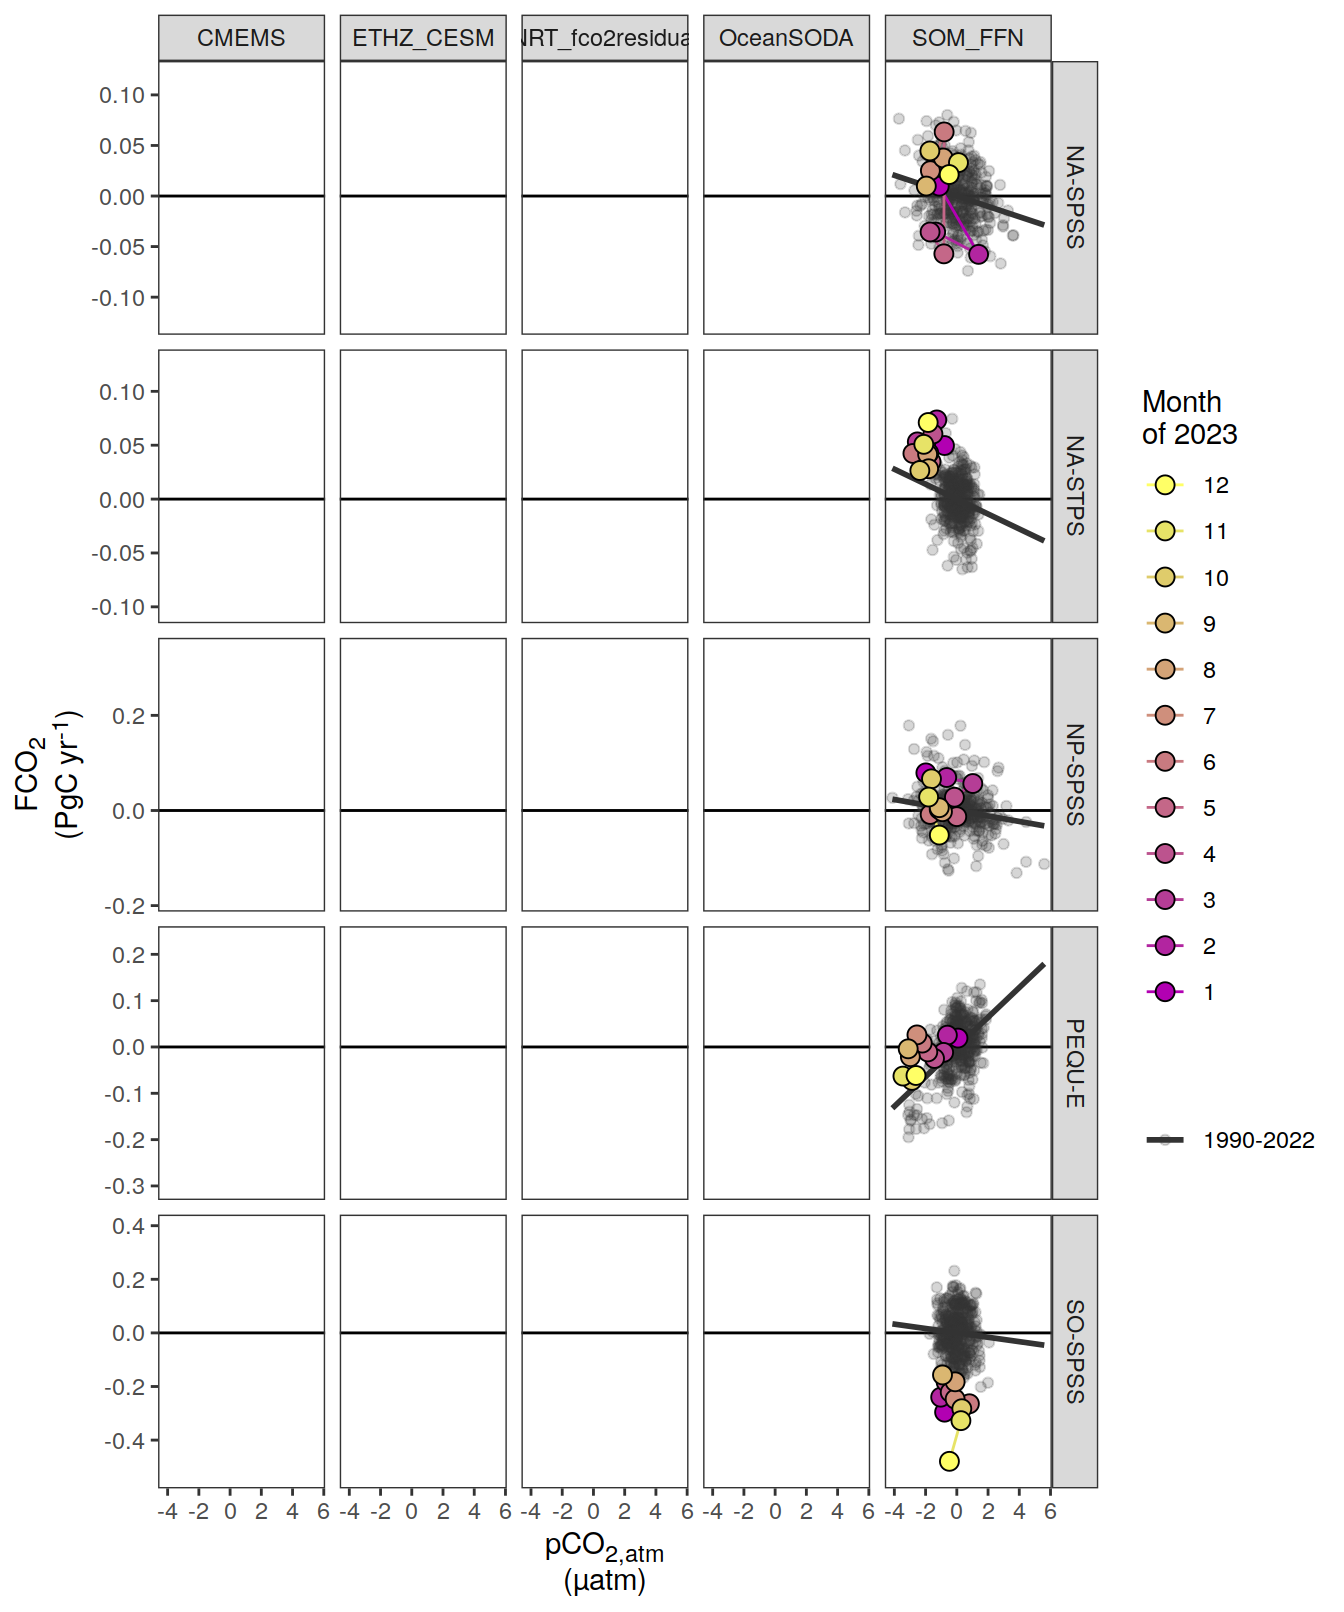 CMEMS ETHZ_CESM NRT_fco2residua OceanSODA SOM_FFN
0.10
0.05
0.00
-0.05
-0.10
NA-SPSS
0.10
0.05
0.00
-0.05
-0.10
NA-STPS
0.2
0.0
-0.2
NP-SPSS
0.2
0.1
0.0
-0.1
-0.2
-0.3
PEQU-E
0.4
0.2
0.0
-0.2
-0.4
SO-SPSS
-4 -2 0 2 4 6 -4 -2 0 2 4 6 -4 -2 0 2 4 6 -4 -2 0 2 4 6 -4 -2 0 2 4 6
pCO2,atm
(µatm)
FCO2
(PgC yr-1)
Month
of 2023
12
11
10
9
8
7
6
5
4
3
2
1
1990-2022